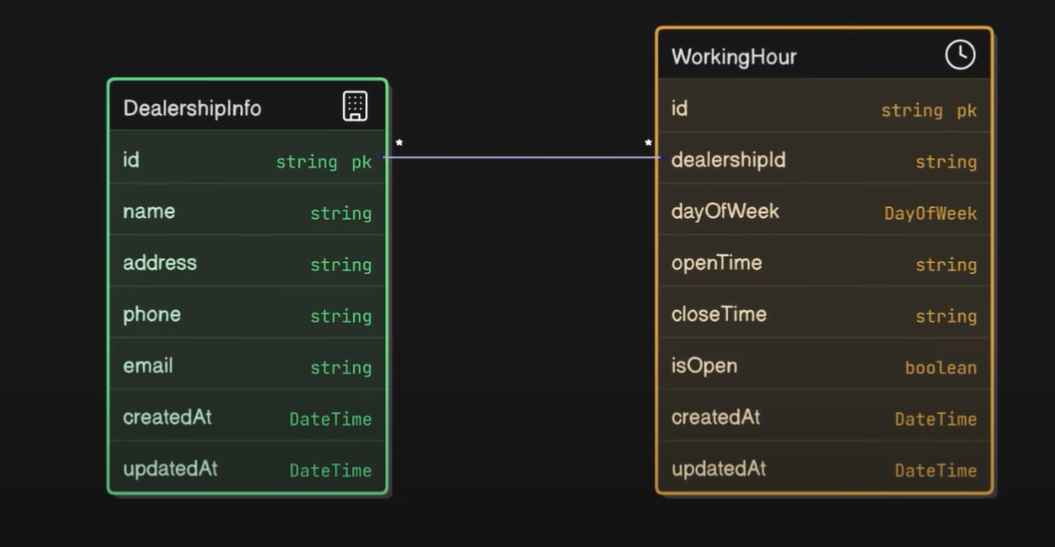 DealershipInfo
id string pk
name string
address string
phone string
email string
createdAt DateTime
updatedAt DateTime
* *
WorkingHour
id string pk
dealershipId string
dayOfWeek DayOfWeek
openTime string
closeTime string
isOpen boolean
createdAt DateTime
updatedAt DateTime